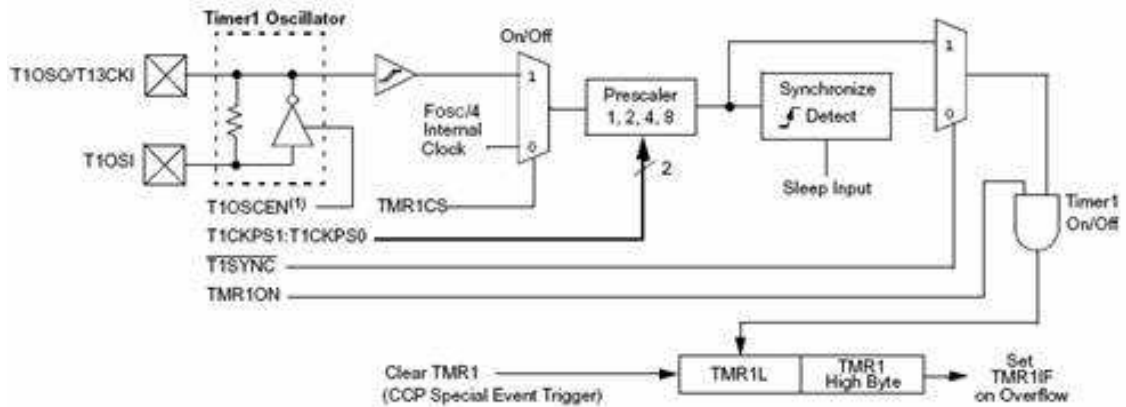 Timer1 Oscillator
On/Off
T1OSO/T13CKI
1
Fosc/4
Internal
Clock
0
Prescaler
1, 2, 4, 8
Synchronize
Detect
1
0
T1OSI
2
Sleep Input
T1OSCEN(1)
TMR1CS
Timer1
On/Off
T1CKPS1:T1CKPS0
T1SYNC
TMR1ON
Clear TMR1
(CCP Special Event Trigger)
TMR1L
TMR1
High Byte
Set
TMR1IF
on Overflow